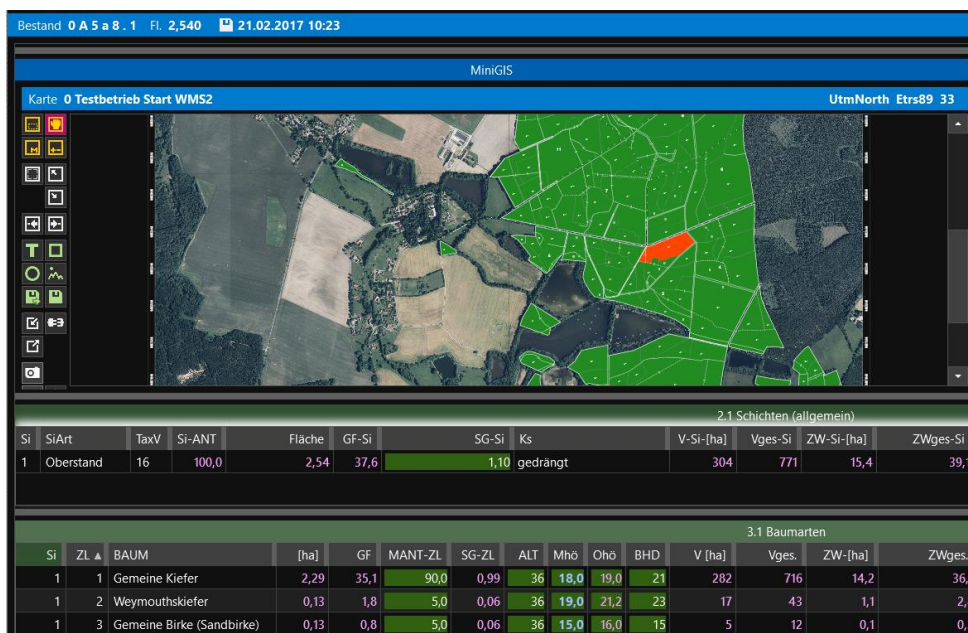 Bestand 0 A 5 a 8 . 1 Fl. 2,540 21.02.2017 10:23
MiniGIS
Karte 0 Testbetrieb Start WMS2 UtmNorth Etrs89 33
M
T
2.1 Schichten (allgemein)
Si SiArt TaxV Si-ANT Fläche GF-Si SG-Si Ks V-Si-[ha] Vges-Si ZW-Si-[ha] ZWges-Si
1 Oberstand 16 100,0 2,54 37,6 1,10 gedrängt 304 771 15,4 39,1
3.1 Baumarten
Si ZL BAUM [ha] GF MANT-ZL SG-ZL ALT Mhö Ohö BHD V [ha] Vges. ZW-[ha] ZWges.
1 1 Gemeine Kiefer 2,29 35,1 90,0 0,99 36 18,0 19,0 21 282 716 14,2 36,
1 2 Weymouthskiefer 0,13 1,8 5,0 0,06 36 19,0 21,2 23 17 43 1,1 2,
1 3 Gemeine Birke (Sandbirke) 0,13 0,8 5,0 0,06 36 15,0 16,0 15 5 12 0,1 0,